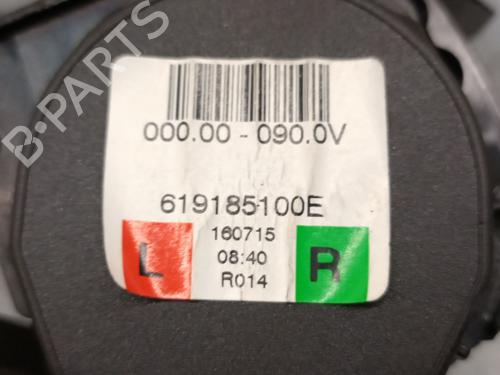 B-PARTS
000.00 - 090.0V
619185100E
160715
L 08:40 R
R014